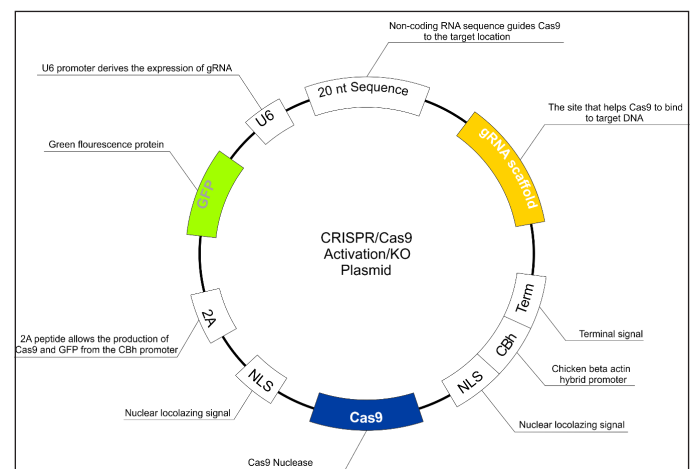 Non-coding RNA sequence guides Cas9
to the target location
U6 promoter derives the expression of gRNA
20 nt Sequence
U6
The site that helps Cas9 to bind
to target DNA
gRNA scaffold
Green flourescence protein
GFP
CRISPR/Cas9
Activation/KO
Plasmid
2A
Term
2A peptide allows the production of
Cas9 and GFP from the CBh promoter
Terminal signal
CBh
Chicken beta actin
hybrid promoter
NLS
NLS
Nuclear locolazing signal
Cas9
Nuclear locolazing signal
Cas9 Nuclease